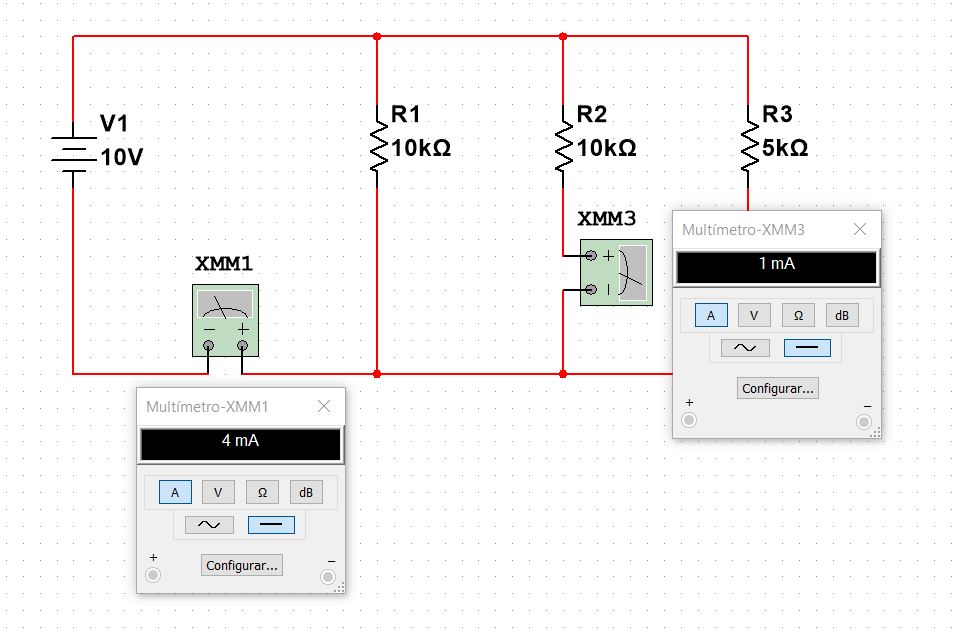 V1
10V
R1
10kΩ
R2
10kΩ
R3
5kΩ
XMM1
− +
XMM3
+
−
Multímetro-XMM3
1 mA
A V Ω dB
Configurar...
+ −
Multímetro-XMM1
4 mA
A V Ω dB
Configurar...
+ −